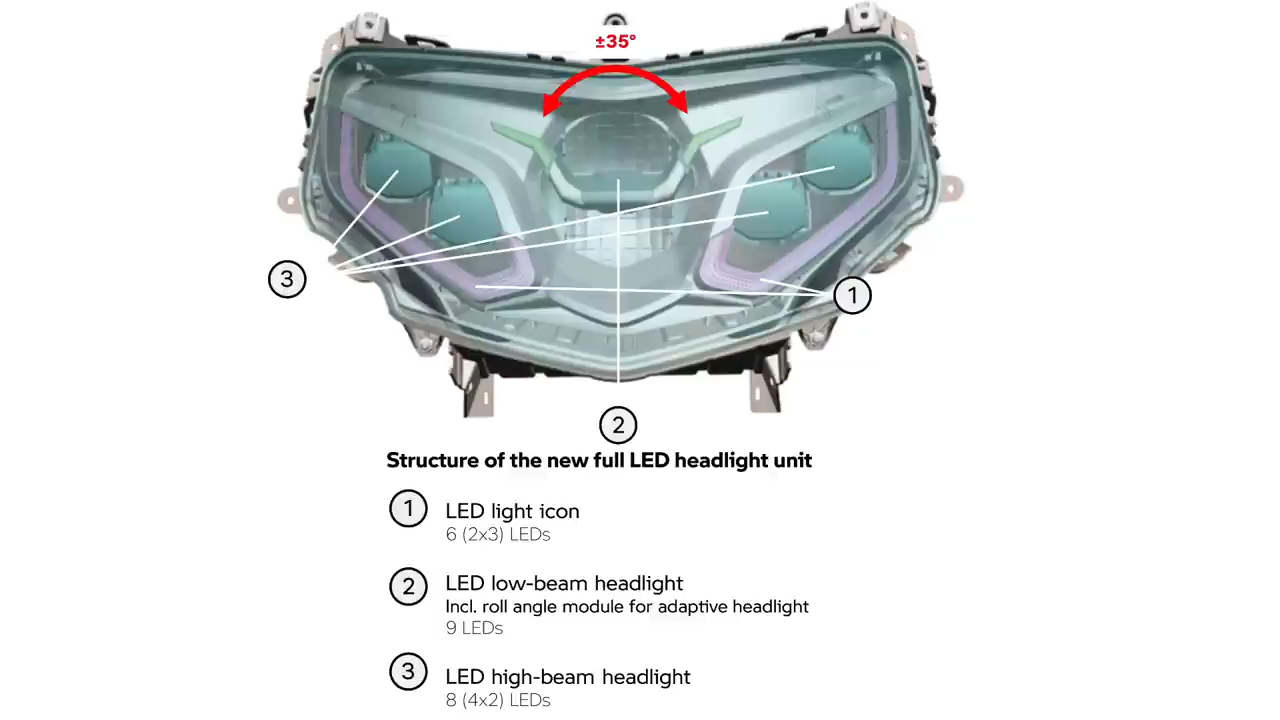 ±35°
3
1
2
Structure of the new full LED headlight unit
1
LED light icon
6 (2x3) LEDs
2
LED low-beam headlight
Incl. roll angle module for adaptive headlight
9 LEDs
3
LED high-beam headlight
8 (4x2) LEDs